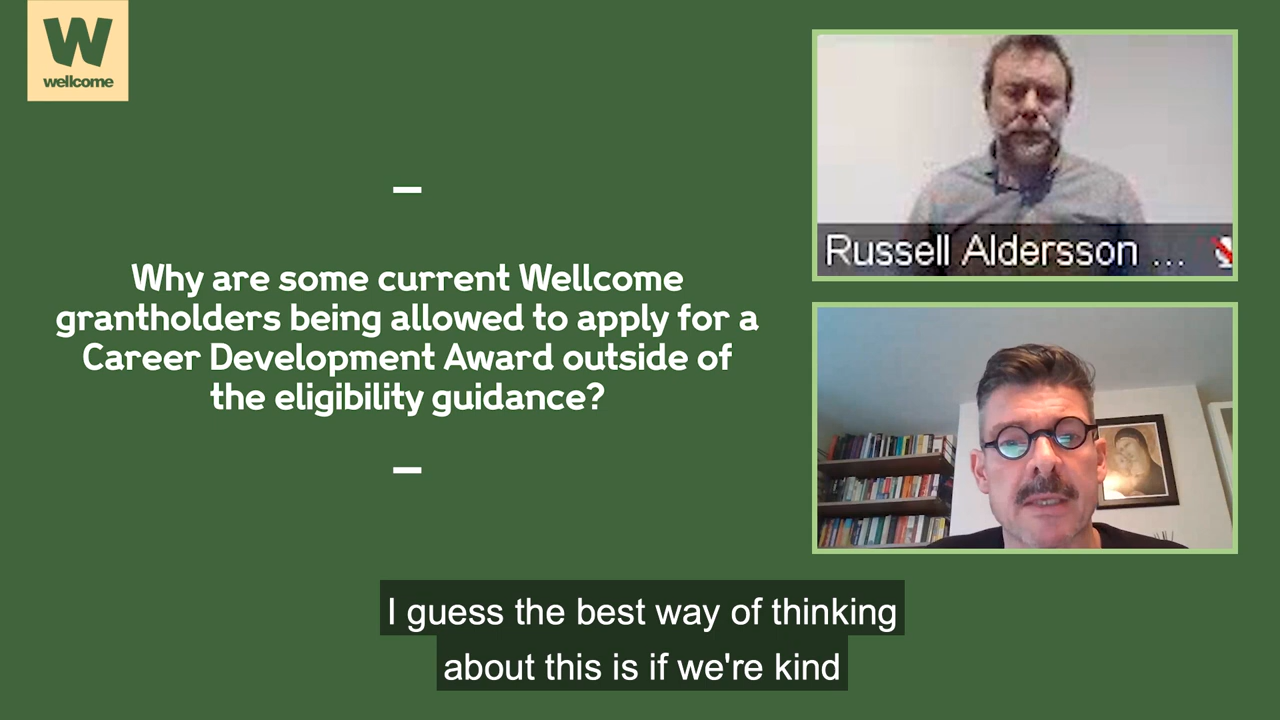 W
wellcome
Why are some current Wellcome
grantholders being allowed to apply for a
Career Development Award outside of
the eligibility guidance?
Russell Aldersson ...
I guess the best way of thinking
about this is if we're kind